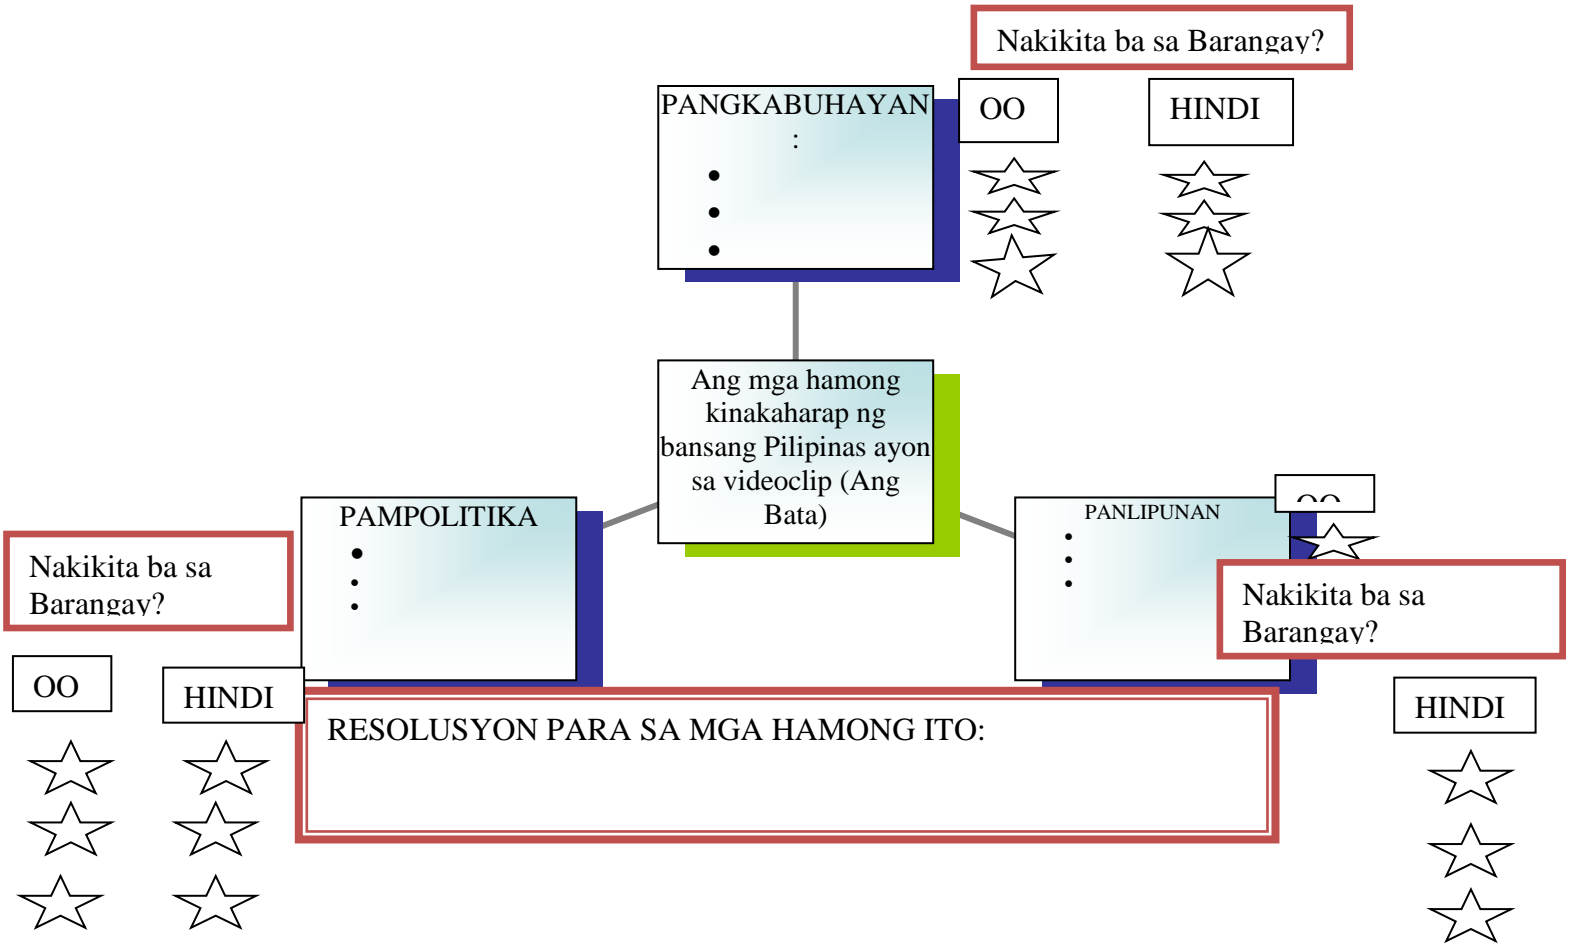 Nakikita ba sa Barangay?
OO
HINDI
PANGKABUHAYAN
:
•
•
•
Ang mga hamong
kinakaharap ng
bansang Pilipinas ayon
sa videoclip (Ang
Bata)
PAMPOLITIKA
•
•
•
Nakikita ba sa
Barangay?
OO
HINDI
PANLIPUNAN
•
•
•
OO
Nakikita ba sa
Barangay?
HINDI
RESOLUSYON PARA SA MGA HAMONG ITO: